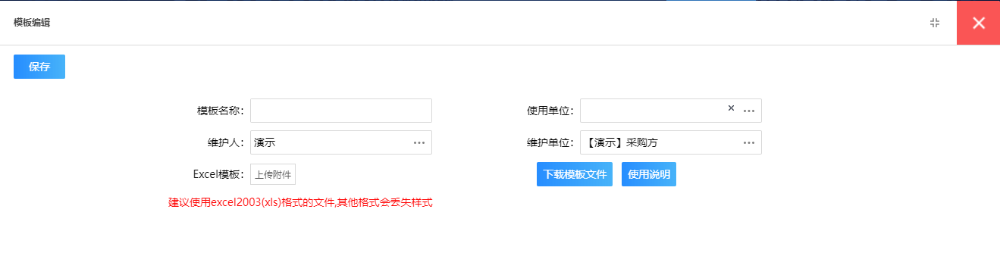 模板编辑
保存
模板名称：
使用单位：
维护人：演示
维护单位：【演示】采购方
Excel模板：上传附件
下载模板文件 使用说明
建议使用excel2003(xls)格式的文件,其他格式会丢失样式